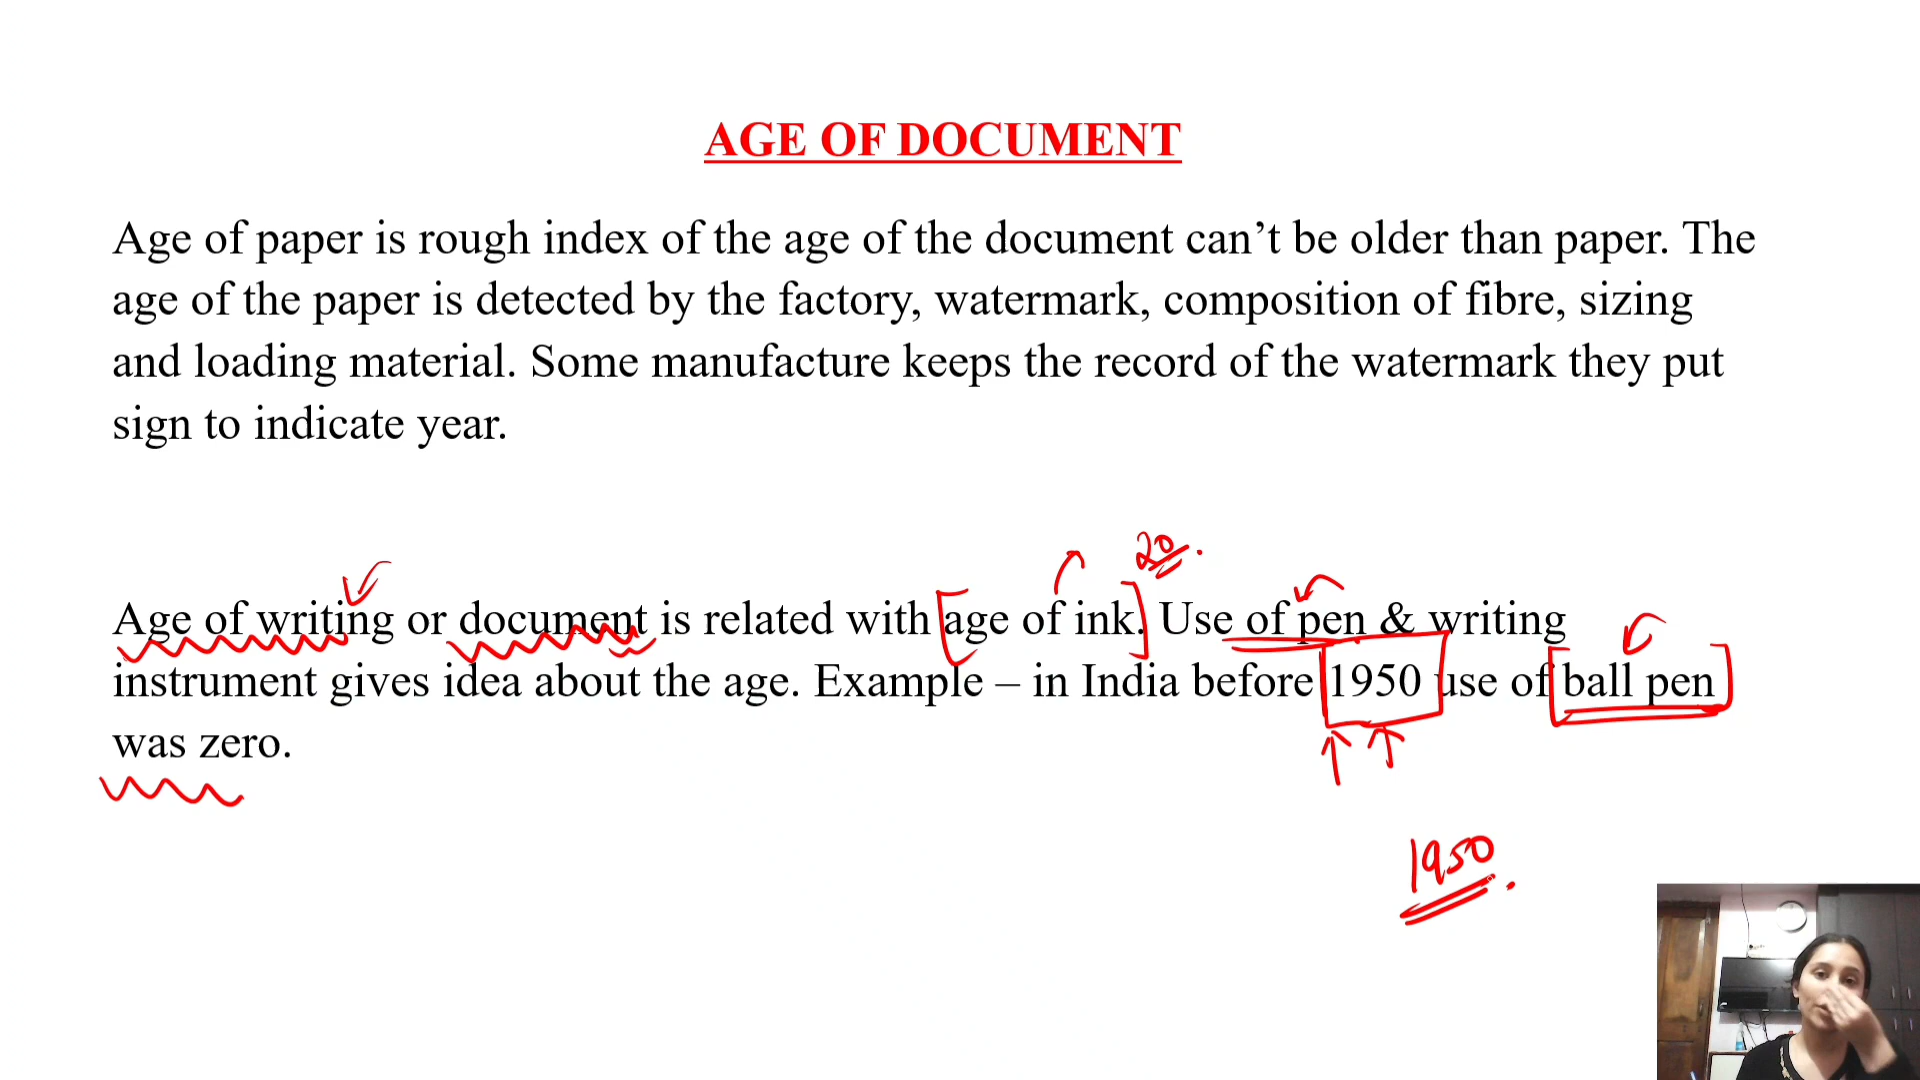 AGE OF DOCUMENT
Age of paper is rough index of the age of the document can’t be older than paper. The
age of the paper is detected by the factory, watermark, composition of fibre, sizing
and loading material. Some manufacture keeps the record of the watermark they put
sign to indicate year.
20.
Age of writing or document is related with age of ink. Use of pen & writing
instrument gives idea about the age. Example – in India before 1950 use of ball pen
was zero.
1950.